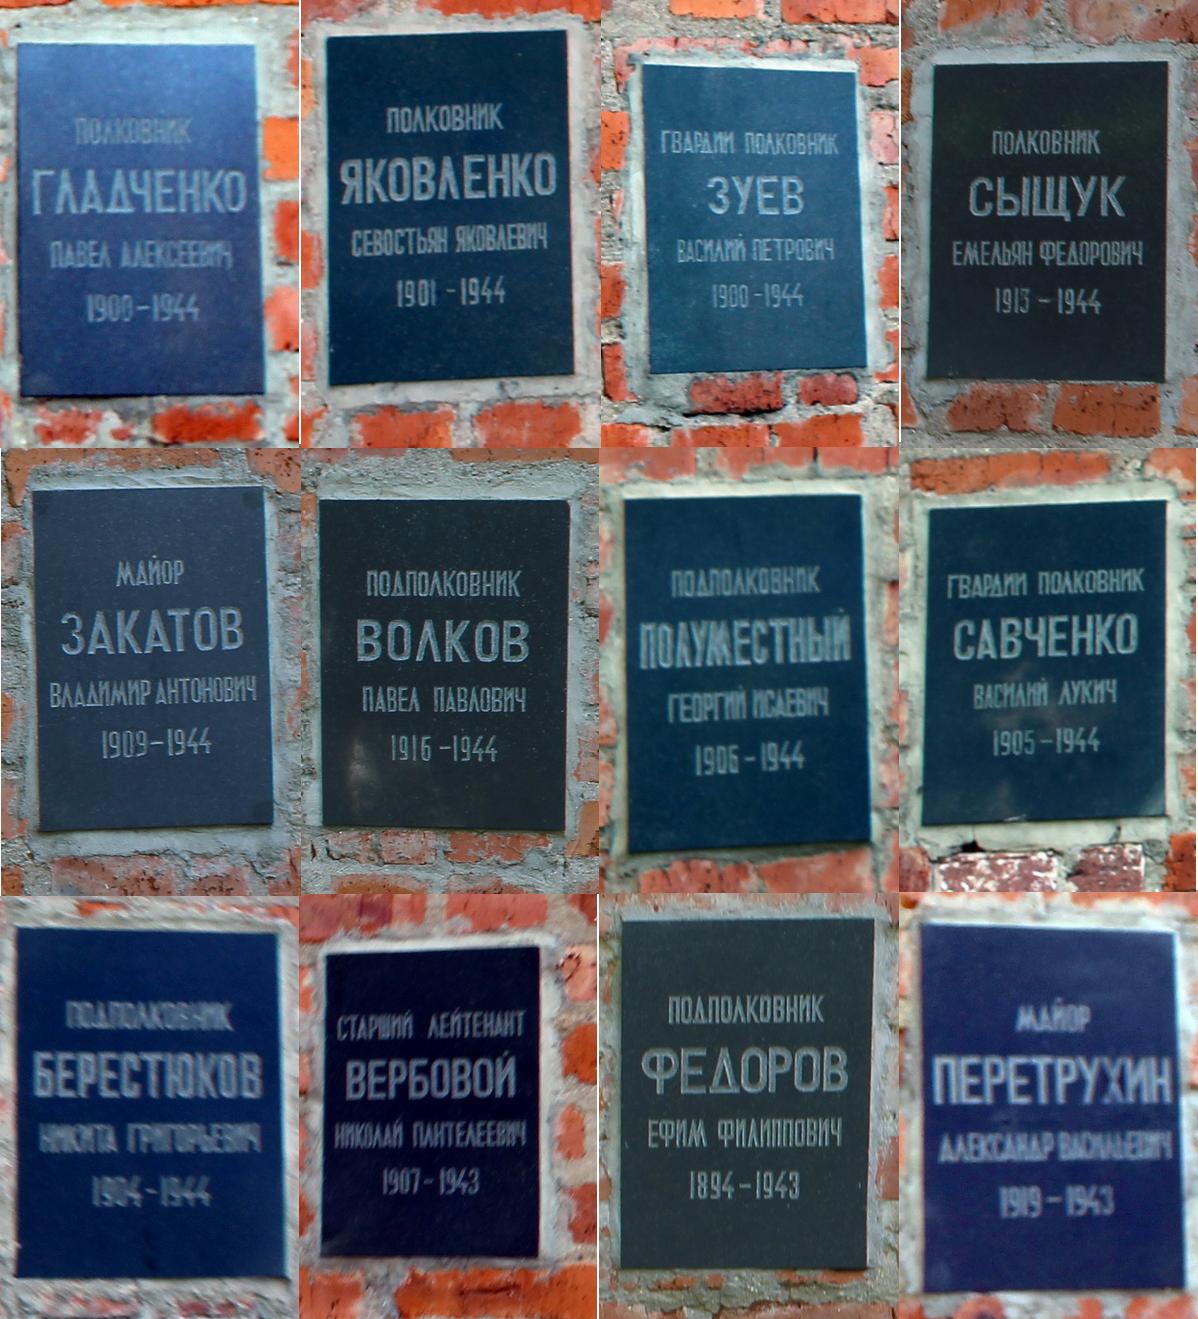 ПОЛКОВНИК
ГЛАДЧЕНКО
ПАВЕЛ АЛЕКСЕЕВИЧ
1900-1944
ПОЛКОВНИК
ЯКОВЛЕНКО
СЕВОСТЬЯН ЯКОВЛЕВИЧ
1901-1944
ГВАРДИИ ПОЛКОВНИК
ЗУЕВ
ВАСИЛИЙ ПЕТРОВИЧ
1900-1944
ПОЛКОВНИК
СЫЩУК
ЕМЕЛЬЯН ФЕДОРОВИЧ
1913-1944
МАЙОР
ЗАКАТОВ
ВЛАДИМИР АНТОНОВИЧ
1909-1944
ПОДПОЛКОВНИК
ВОЛКОВ
ПАВЕЛ ПАВЛОВИЧ
1916-1944
ПОДПОЛКОВНИК
ПОЛУМЕСТНЫЙ
ГЕОРГИЙ ИСАЕВИЧ
1906-1944
ГВАРДИИ ПОЛКОВНИК
САВЧЕНКО
ВАСИЛИЙ ЛУКИЧ
1905-1944
ПОДПОЛКОВНИК
БЕРЕСТЮКОВ
НИКИТА ГРИГОРЬЕВИЧ
1904-1944
СТАРШИЙ ЛЕЙТЕНАНТ
ВЕРБОВОЙ
НИКОЛАЙ ПАНТЕЛЕЕВИЧ
1907-1943
ПОДПОЛКОВНИК
ФЕДОРОВ
ЕФИМ ФИЛИППОВИЧ
1894-1943
МАЙОР
ПЕРЕТРУХИН
АЛЕКСАНДР ВАСИЛЬЕВИЧ
1919-1943